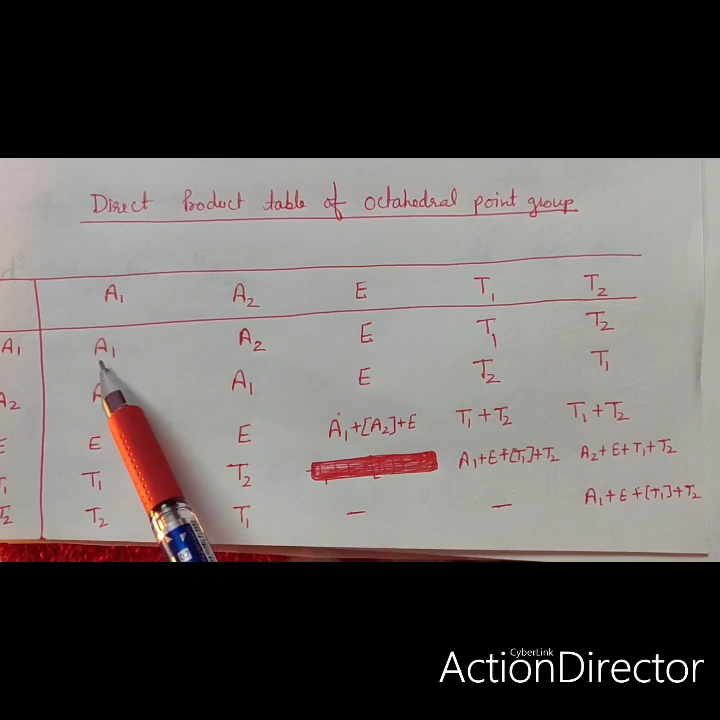 Direct Product table of octahedral point group
A₁ A₂ E T₁ T₂
A₁ A₁ A₂ E T₁ T₂
A₂ A₁ E T₂ T₁
E E E A₁+[A₂]+E T₁+T₂ T₁+T₂
T₁ T₁ T₂ A₁+E+[T₁]+T₂ A₂+E+T₁+T₂
T₂ T₂ T₁ — — A₁+E+[T₁]+T₂
CyberLink
ActionDirector